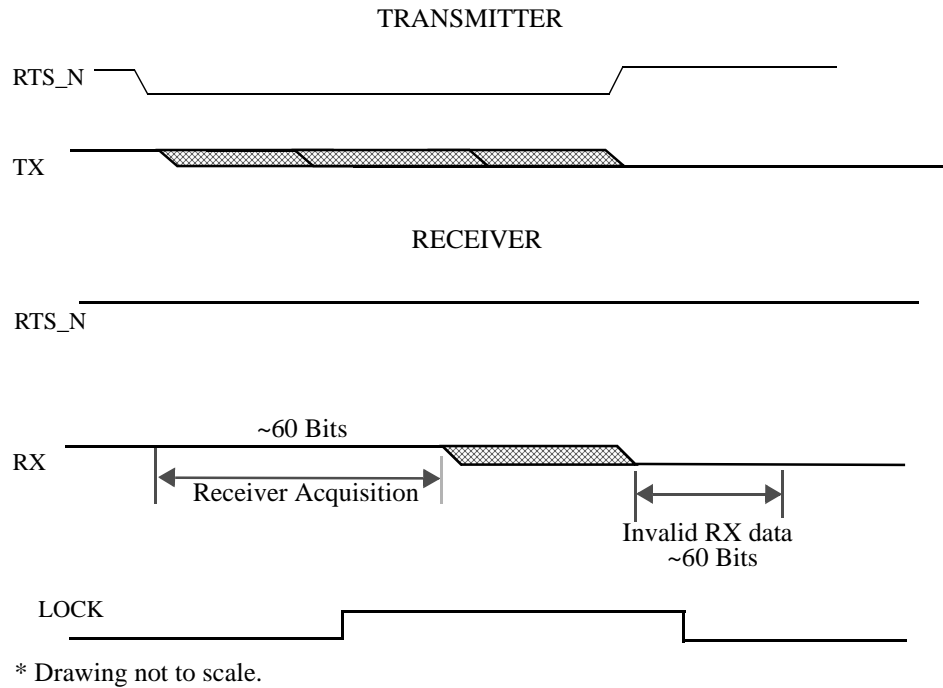 TRANSMITTER
RTS_N
TX
RECEIVER
RTS_N
~60 Bits
RX
Receiver Acquisition
Invalid RX data
~60 Bits
LOCK
* Drawing not to scale.